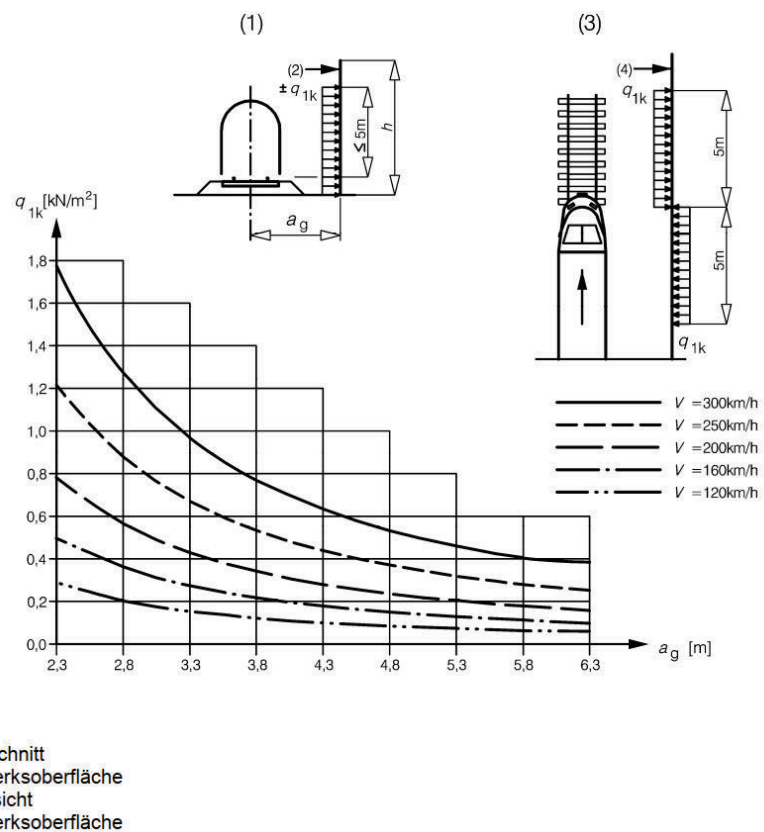 (1)
(3)
(2)
± q1k
≤ 5m
h
ag
(4)
q1k
5m
5m
q1k
q1k[kN/m²]
1,8
1,6
1,4
1,2
1,0
0,8
0,6
0,4
0,2
0,0
2,3 2,8 3,3 3,8 4,3 4,8 5,3 5,8 6,3
ag [m]
V =300km/h
V =250km/h
V =200km/h
V =160km/h
V =120km/h
chnitt
erksoberfläche
sicht
erksoberfläche